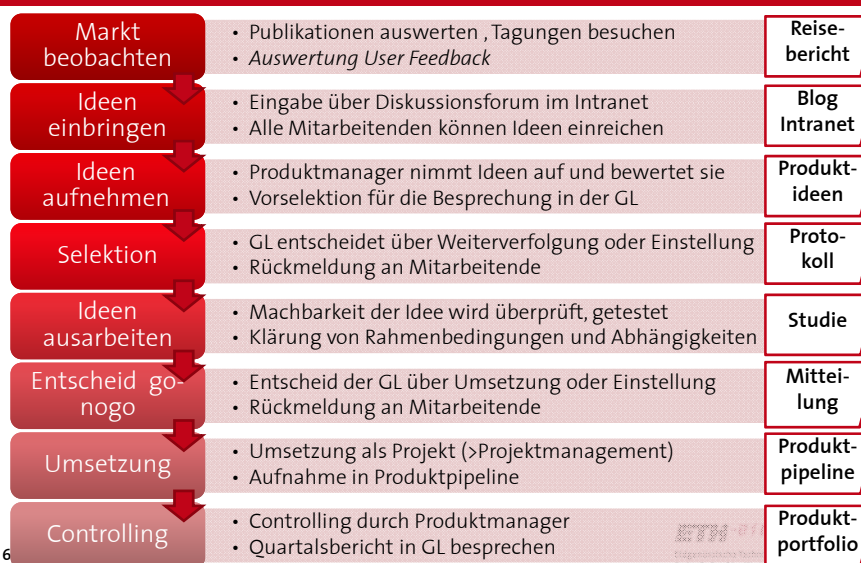 Markt
beobachten
• Publikationen auswerten , Tagungen besuchen
• Auswertung User Feedback
Reise-
bericht
Ideen
einbringen
• Eingabe über Diskussionsforum im Intranet
• Alle Mitarbeitenden können Ideen einreichen
Blog
Intranet
Ideen
aufnehmen
• Produktmanager nimmt Ideen auf und bewertet sie
• Vorselektion für die Besprechung in der GL
Produkt-
ideen
Selektion
• GL entscheidet über Weiterverfolgung oder Einstellung
• Rückmeldung an Mitarbeitende
Proto-
koll
Ideen
ausarbeiten
• Machbarkeit der Idee wird überprüft, getestet
• Klärung von Rahmenbedingungen und Abhängigkeiten
Studie
Entscheid go-
nogo
• Entscheid der GL über Umsetzung oder Einstellung
• Rückmeldung an Mitarbeitende
Mittei-
lung
Umsetzung
• Umsetzung als Projekt (>Projektmanagement)
• Aufnahme in Produktpipeline
Produkt-
pipeline
Controlling
• Controlling durch Produktmanager
• Quartalsbericht in GL besprechen
Produkt-
portfolio
ETH
6